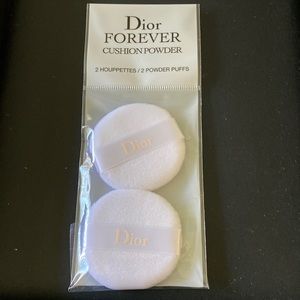 Dior
FOREVER
CUSHION POWDER
2 HOUPPETTES / 2 POWDER PUFFS
Dior
Dior